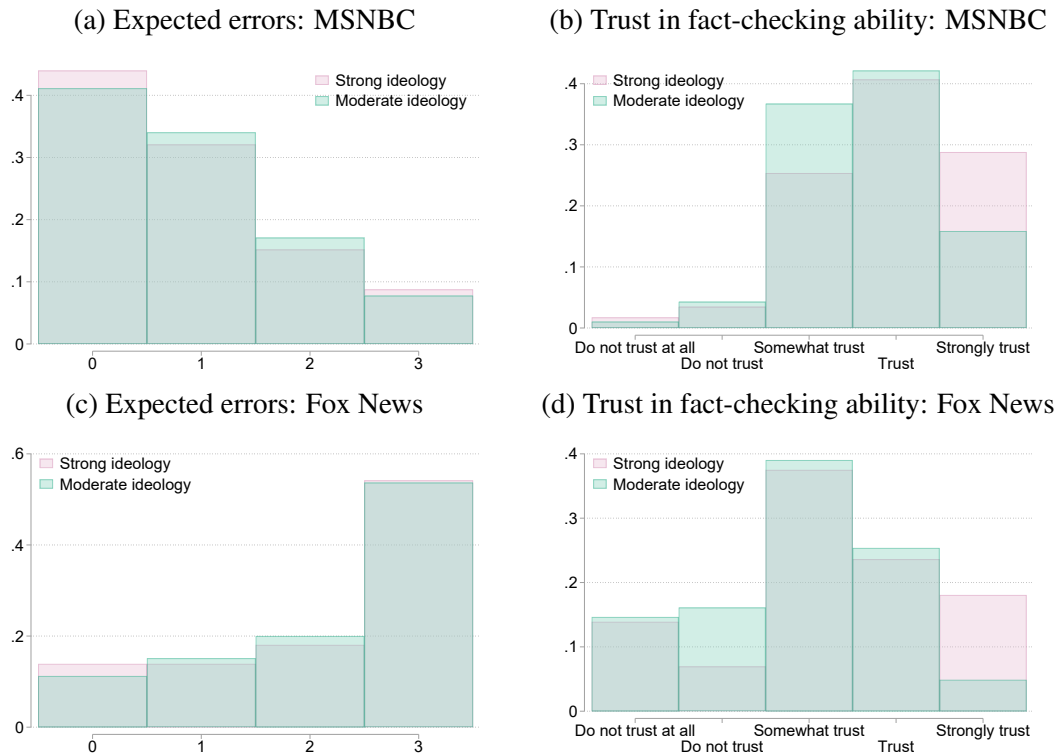 (a) Expected errors: MSNBC
Strong ideology
Moderate ideology
.4
.3
.2
.1
0
0 1 2 3
(b) Trust in fact-checking ability: MSNBC
Strong ideology
Moderate ideology
.4
.3
.2
.1
0
Do not trust at all Somewhat trust Strongly trust
Do not trust Trust
(c) Expected errors: Fox News
Strong ideology
Moderate ideology
.6
.4
.2
0
0 1 2 3
(d) Trust in fact-checking ability: Fox News
Strong ideology
Moderate ideology
.4
.3
.2
.1
0
Do not trust at all Somewhat trust Strongly trust
Do not trust Trust